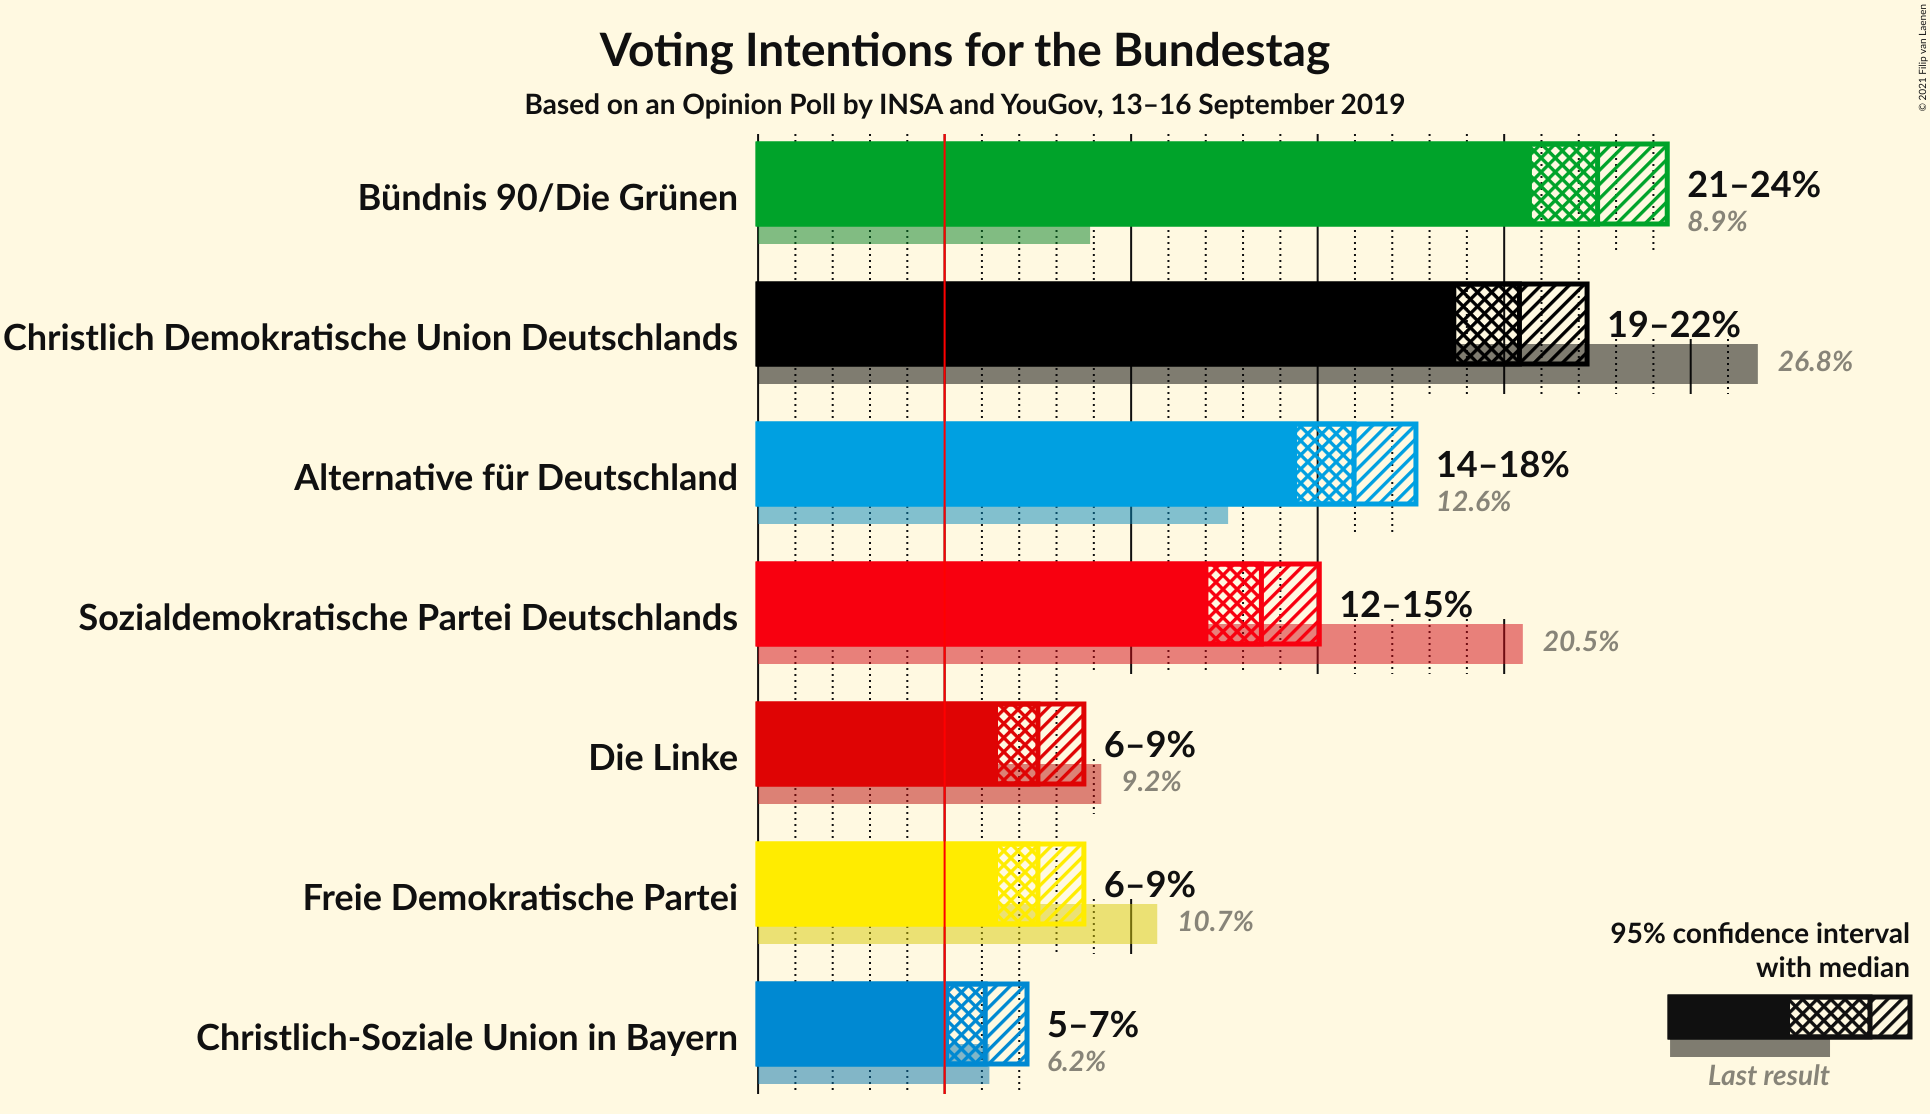 Voting Intentions for the Bundestag
Based on an Opinion Poll by INSA and YouGov, 13–16 September 2019
© 2021 Filip van Laenen
Bündnis 90/Die Grünen
21–24%
8.9%
Christlich Demokratische Union Deutschlands
19–22%
26.8%
Alternative für Deutschland
14–18%
12.6%
Sozialdemokratische Partei Deutschlands
12–15%
20.5%
Die Linke
6–9%
9.2%
Freie Demokratische Partei
6–9%
10.7%
Christlich-Soziale Union in Bayern
5–7%
6.2%
95% confidence interval
with median
Last result